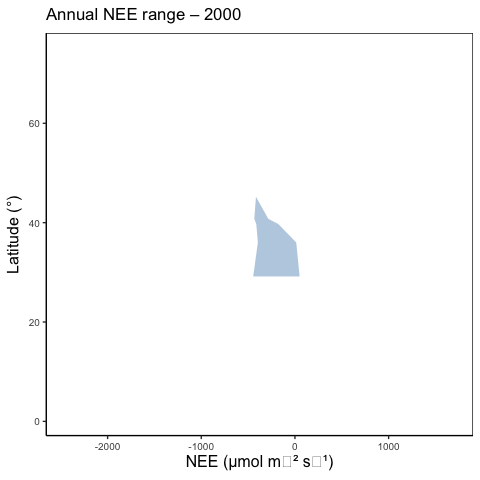 Annual NEE range – 2000
60
40
20
0
Latitude (°)
-2000 -1000 0 1000
NEE (μmol m□² s□¹)